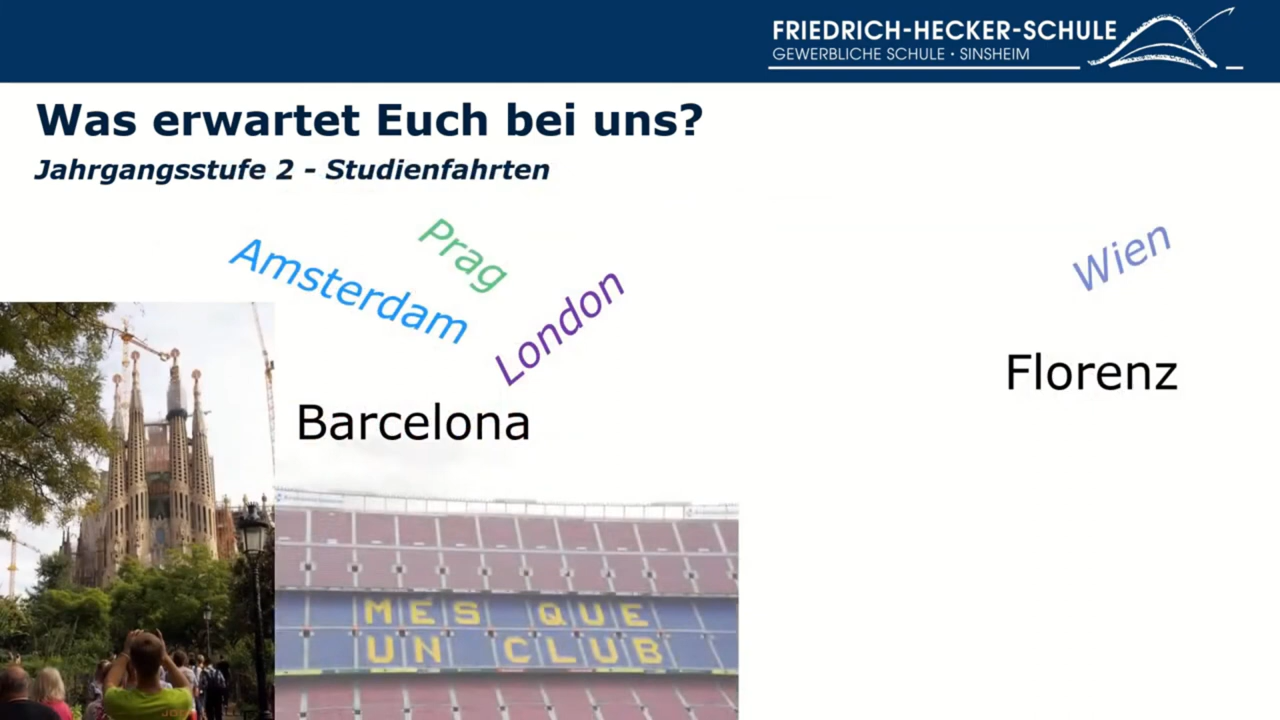 FRIEDRICH-HECKER-SCHULE
GEWERBLICHE SCHULE · SINSHEIM
Was erwartet Euch bei uns?
Jahrgangsstufe 2 - Studienfahrten
Prag
Amsterdam
London
Wien
Florenz
Barcelona
MÉS QUE
UN CLUB